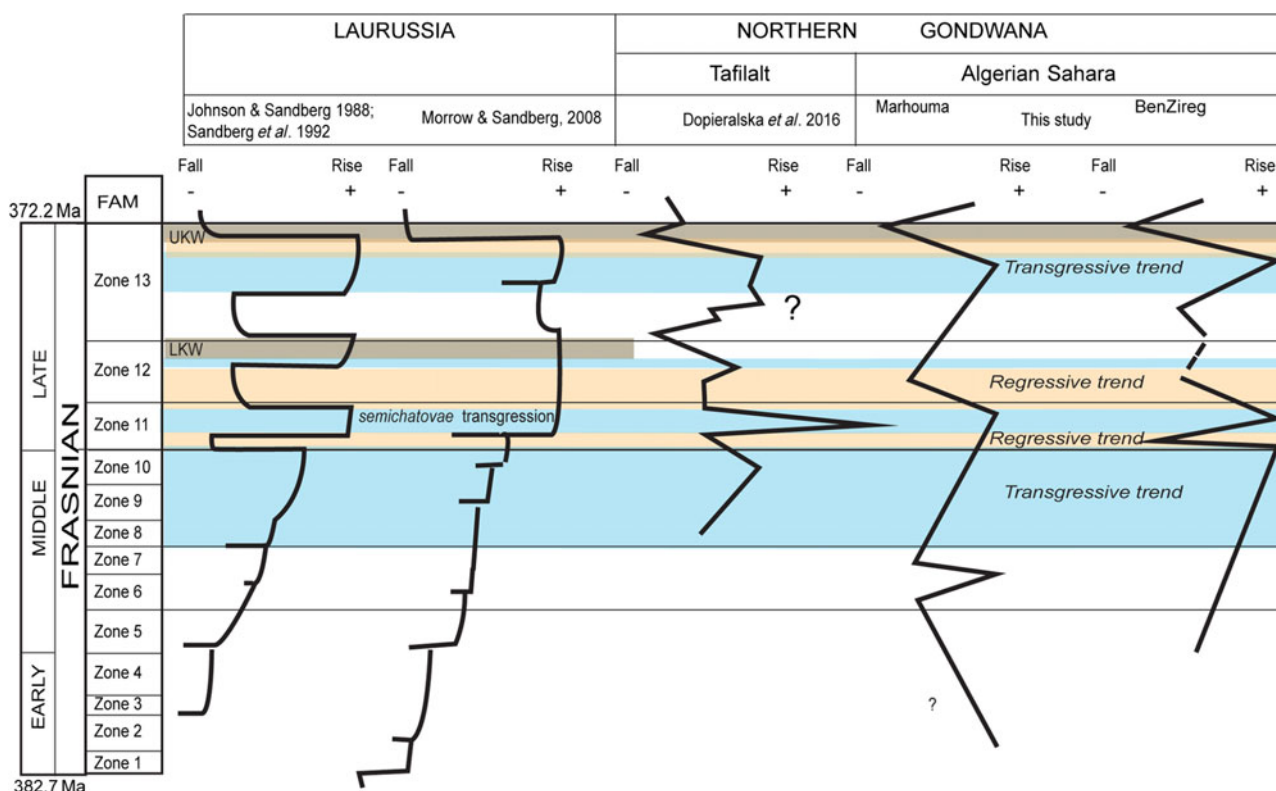 LAURUSSIA
NORTHERN GONDWANA
Tafilalt
Algerian Sahara
Johnson & Sandberg 1988;
Sandberg et al. 1992
Morrow & Sandberg, 2008
Dopieralska et al. 2016
Marhouma
This study
BenZireg
Fall Rise Fall Rise Fall Rise Fall Rise Fall Rise
- + - + - + - + - +
372.2 Ma
FAM
UKW
Zone 13
Transgressive trend
?
LKW
Zone 12
Regressive trend
LATE
Zone 11
semichatovae transgression
Regressive trend
Zone 10
Zone 9
Transgressive trend
MIDDLE
FRASNIAN
Zone 8
Zone 7
Zone 6
Zone 5
Zone 4
EARLY
Zone 3
?
Zone 2
Zone 1
382.7 Ma